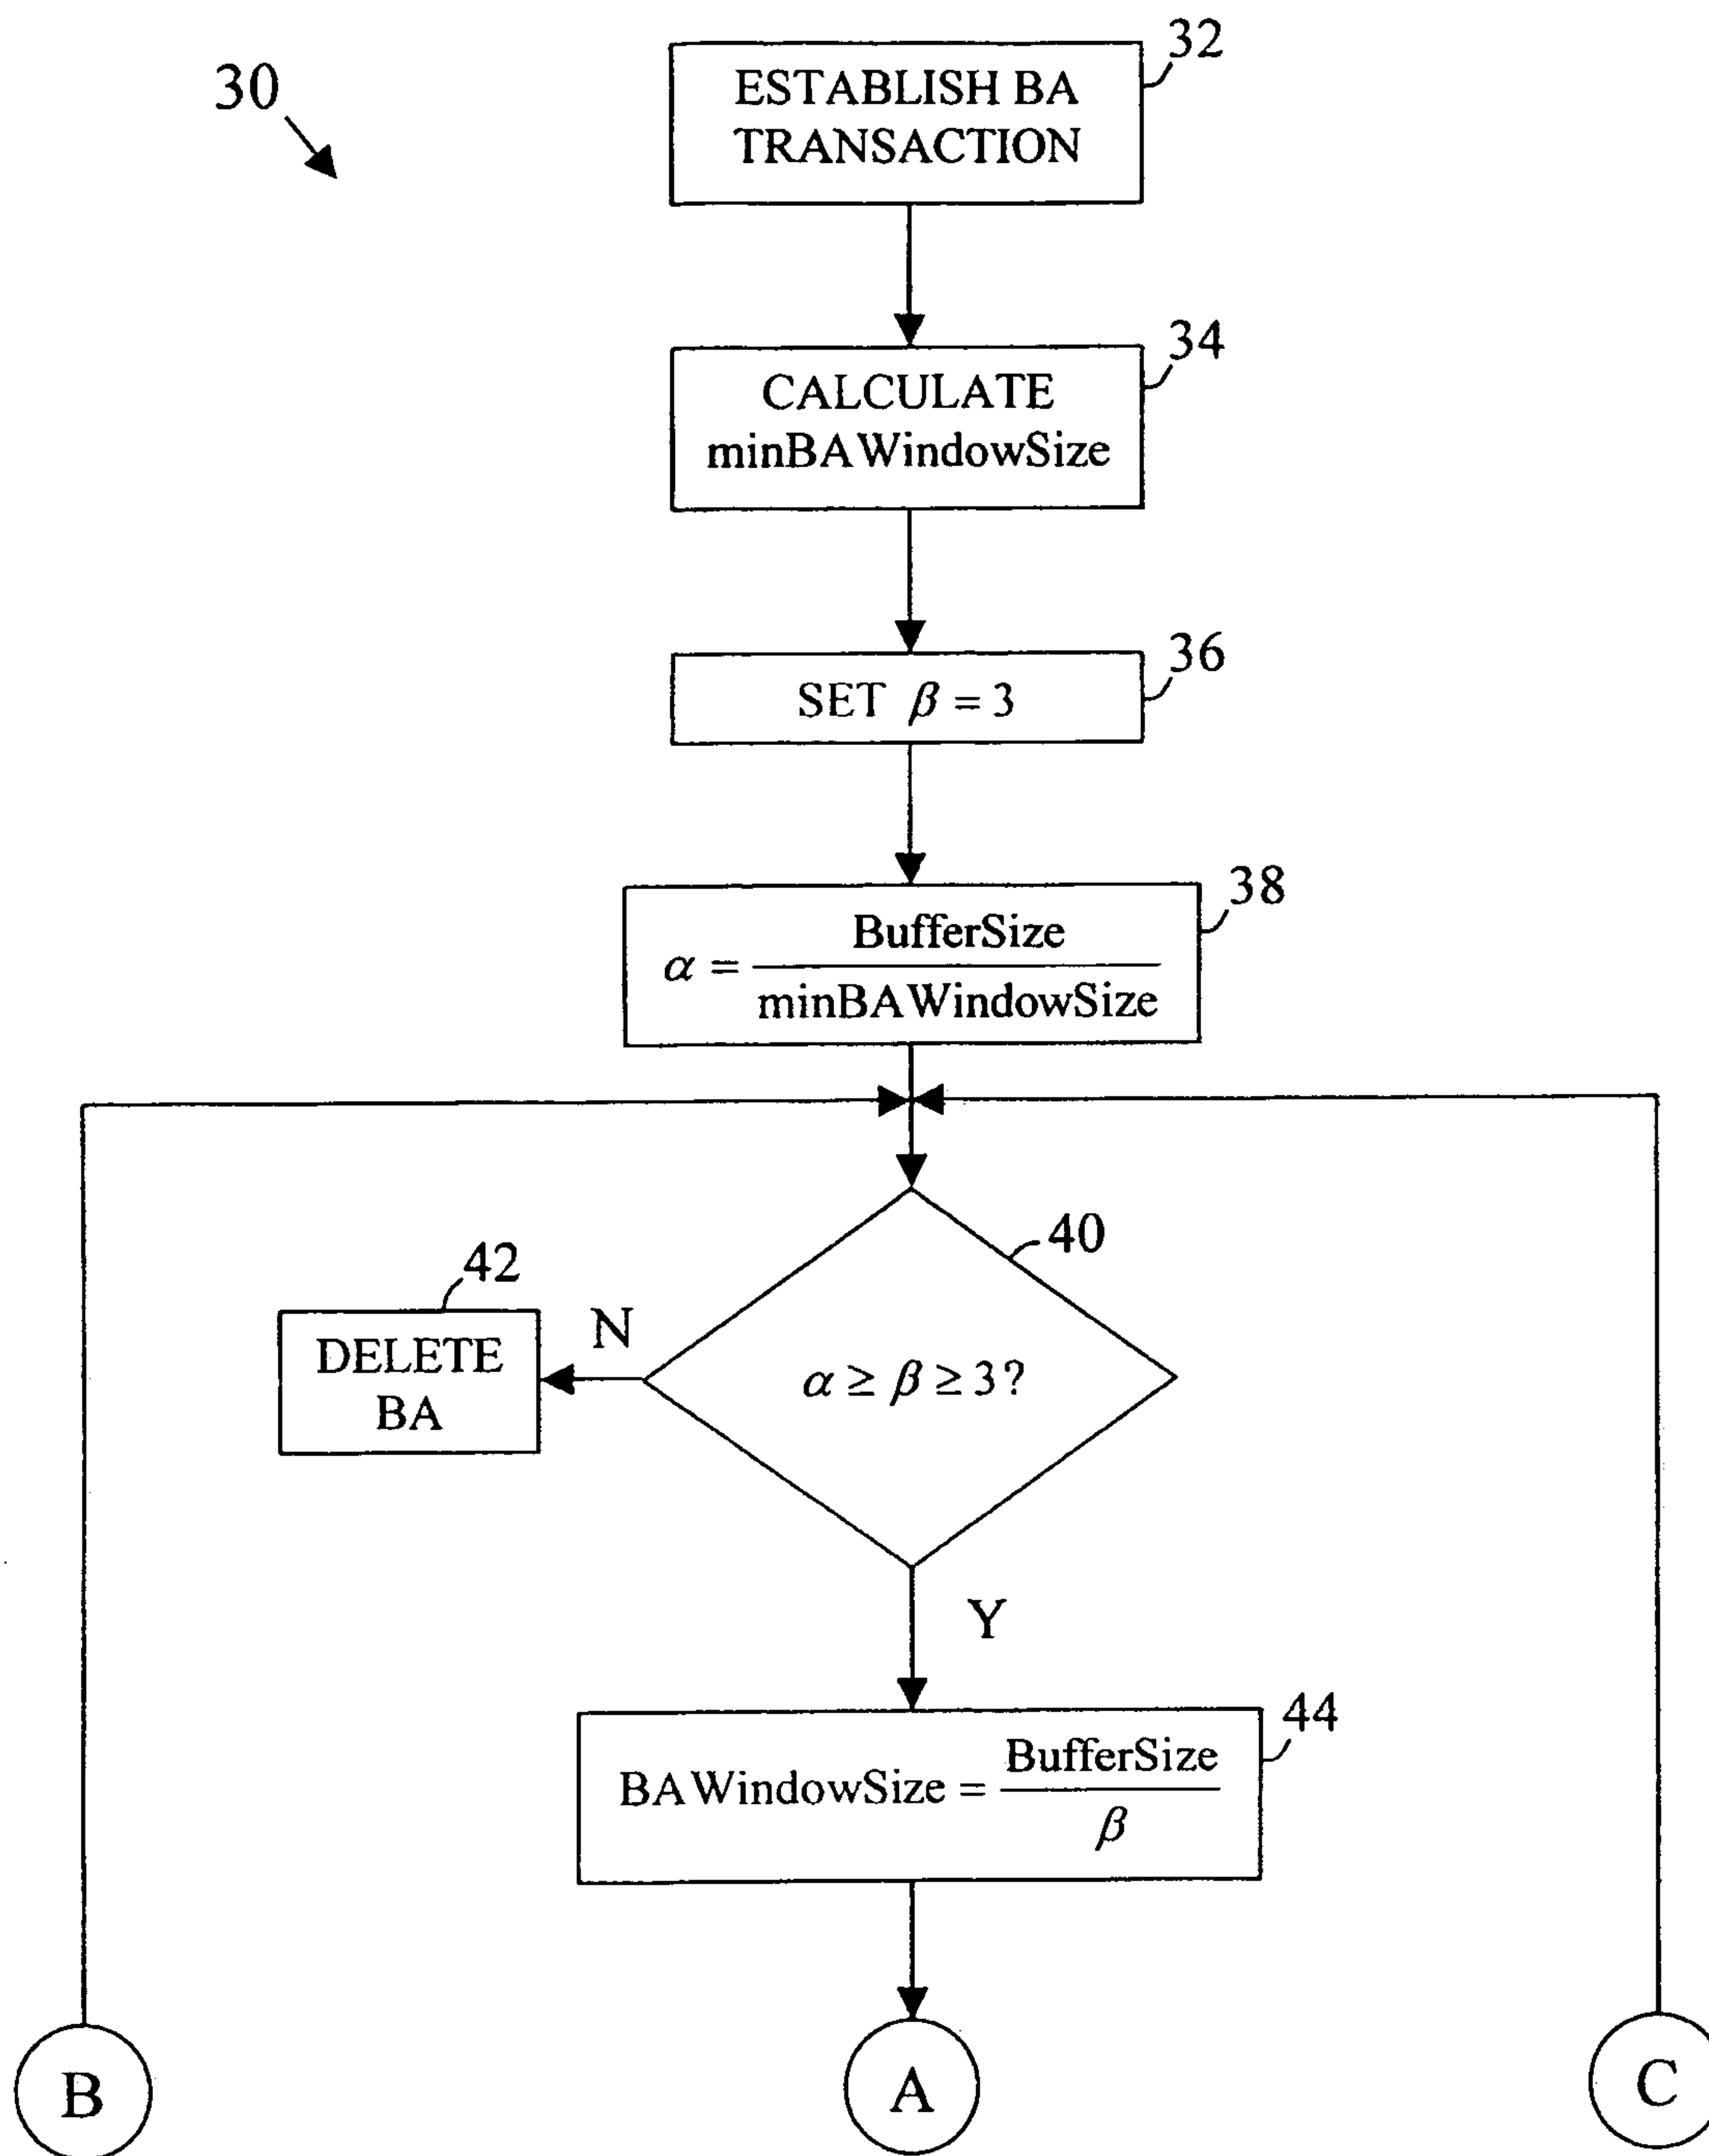 30
32
ESTABLISH BA
TRANSACTION
34
CALCULATE
minBAWindowSize
36
SET β = 3
38
α = BufferSize
minBAWindowSize
40
42
DELETE
BA
N
α ≥ β ≥ 3?
Y
44
BAWindowSize = BufferSize
β
B
A
C